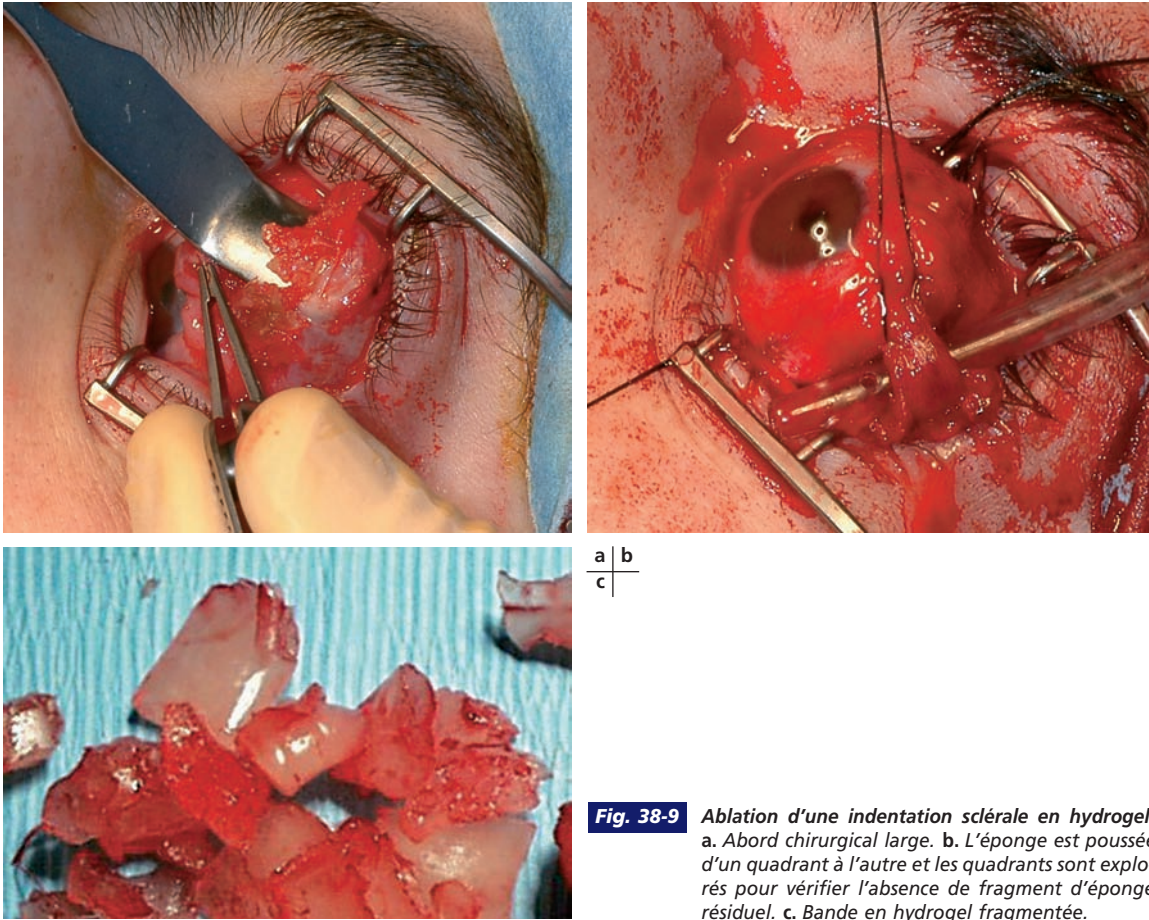 a b
c
Fig. 38-9 Ablation d'une indentation sclérale en hydrogel
a. Abord chirurgical large. b. L'éponge est poussée
d'un quadrant à l'autre et les quadrants sont explo-
rés pour vérifier l'absence de fragment d'éponge
résiduel. c. Bande en hydrogel fragmentée.